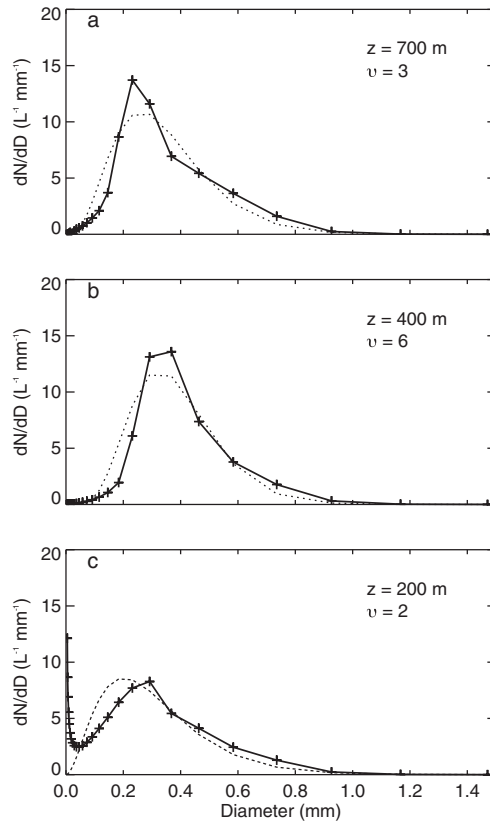 a
z = 700 m
υ = 3
20
15
10
5
0
dN/dD (L⁻¹ mm⁻¹)
b
z = 400 m
υ = 6
20
15
10
5
0
dN/dD (L⁻¹ mm⁻¹)
c
z = 200 m
υ = 2
20
15
10
5
0
dN/dD (L⁻¹ mm⁻¹)
0.0 0.2 0.4 0.6 0.8 1.0 1.2 1.4
Diameter (mm)